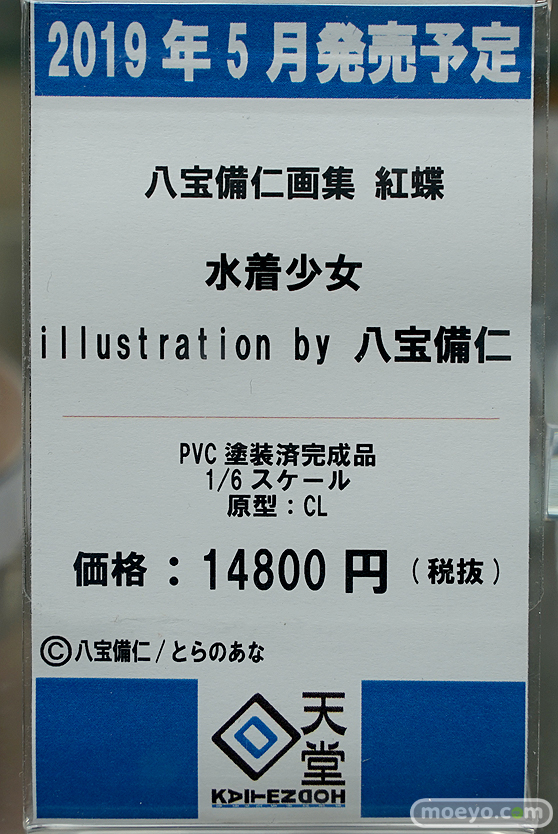 2019年5月発売予定
八宝備仁画集 紅蝶
水着少女
illustration by 八宝備仁
PVC塗装済完成品
1/6スケール
原型：CL
価格：14800円（税抜）
©八宝備仁/とらのあな
天堂
moeyo.com